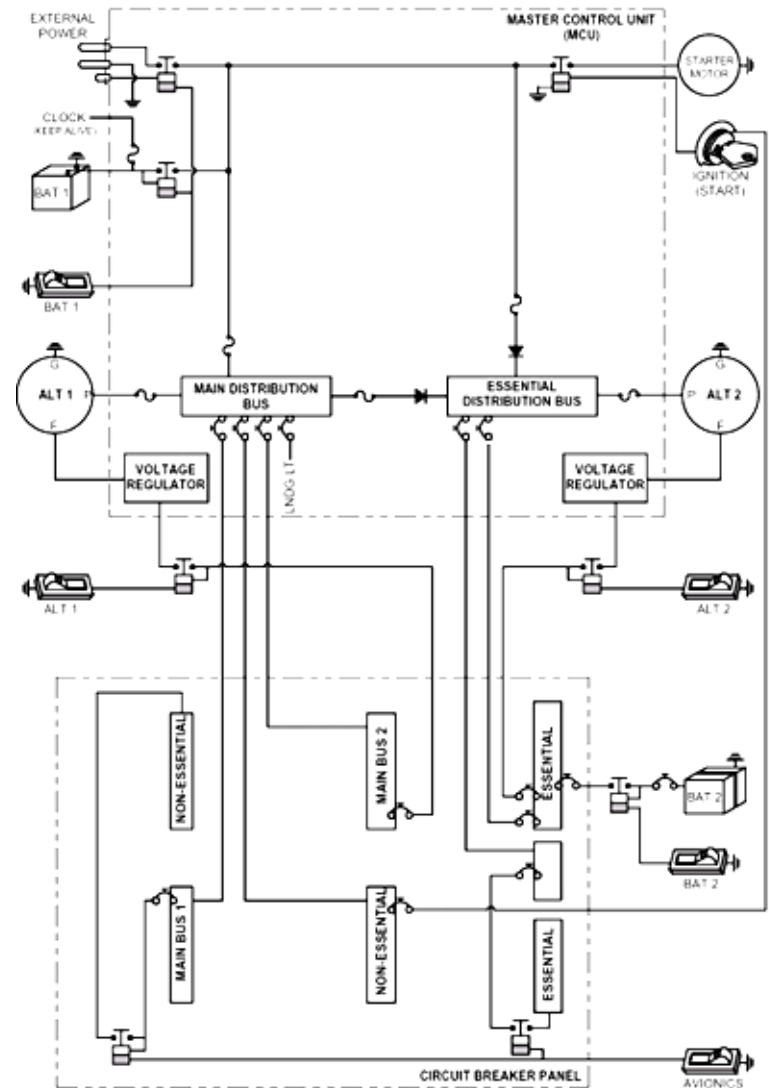 EXTERNAL
POWER
MASTER CONTROL UNIT
(MCU)
STARTER
MOTOR
CLOCK
(KEEP ALIVE)
BAT 1
IGNITION
(START)
BAT 1
G
ALT 1
P
F
MAIN DISTRIBUTION
BUS
ESSENTIAL
DISTRIBUTION BUS
G
P
ALT 2
F
VOLTAGE
REGULATOR
LNDG LT
VOLTAGE
REGULATOR
ALT 1
ALT 2
NON-ESSENTIAL
MAIN BUS 2
ESSENTIAL
BAT 2
BAT 2
MAIN BUS 1
NON-ESSENTIAL
ESSENTIAL
CIRCUIT BREAKER PANEL
AVIONICS